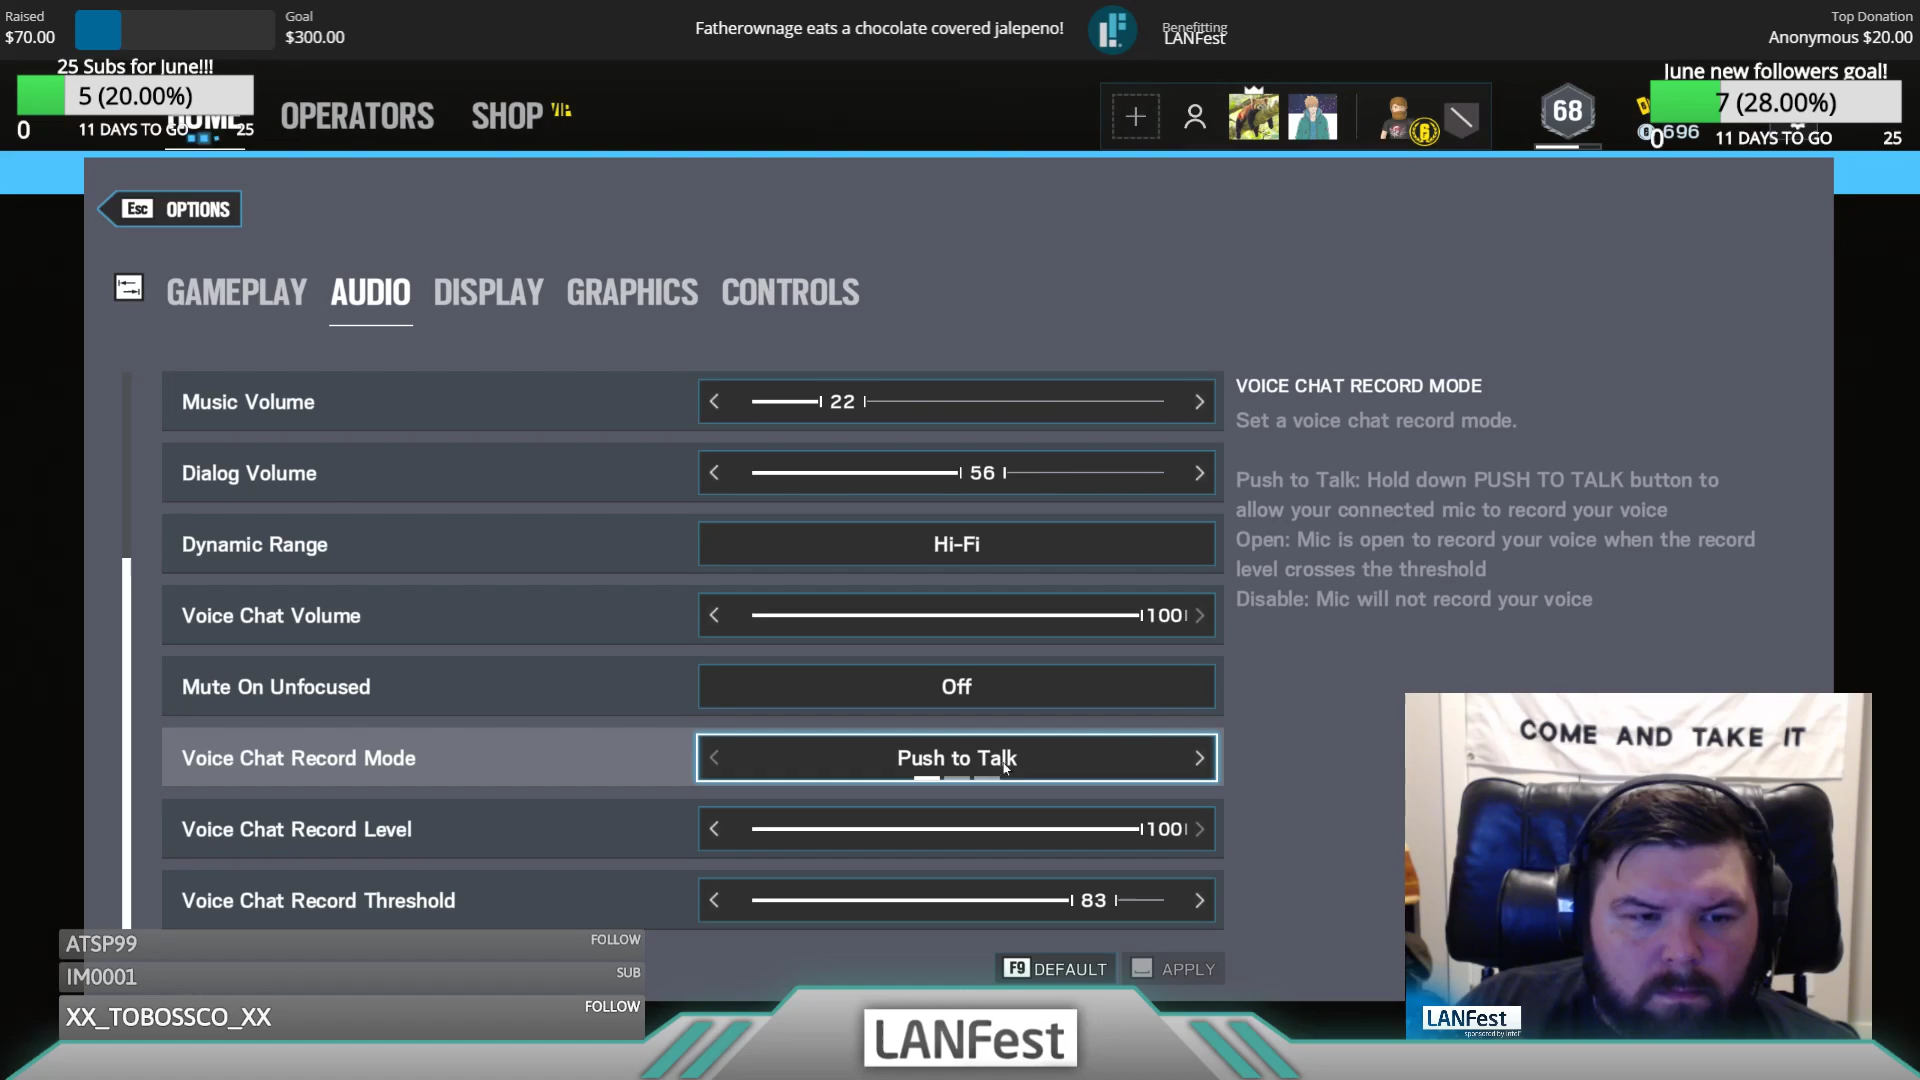 Raised
$70.00
Goal
$300.00
Fatherownage eats a chocolate covered jalepeno!
Benefitting
LANFest
Top Donation
Anonymous $20.00
25 Subs for June!!!
5 (20.00%)
0
11 DAYS TO GO
25
HOME
OPERATORS
SHOP
68
696
June new followers goal!
7 (28.00%)
0
11 DAYS TO GO
25
Esc OPTIONS
GAMEPLAY
AUDIO
DISPLAY
GRAPHICS
CONTROLS
Music Volume
22
Dialog Volume
56
Dynamic Range
Hi-Fi
Voice Chat Volume
100
Mute On Unfocused
Off
Voice Chat Record Mode
Push to Talk
Voice Chat Record Level
100
Voice Chat Record Threshold
83
VOICE CHAT RECORD MODE
Set a voice chat record mode.
Push to Talk: Hold down PUSH TO TALK button to
allow your connected mic to record your voice
Open: Mic is open to record your voice when the record
level crosses the threshold
Disable: Mic will not record your voice
F9 DEFAULT
APPLY
ATSP99
FOLLOW
IM0001
SUB
XX_TOBOSSCO_XX
FOLLOW
LANFest
COME AND TAKE IT
LANFest
sponsored by Intel